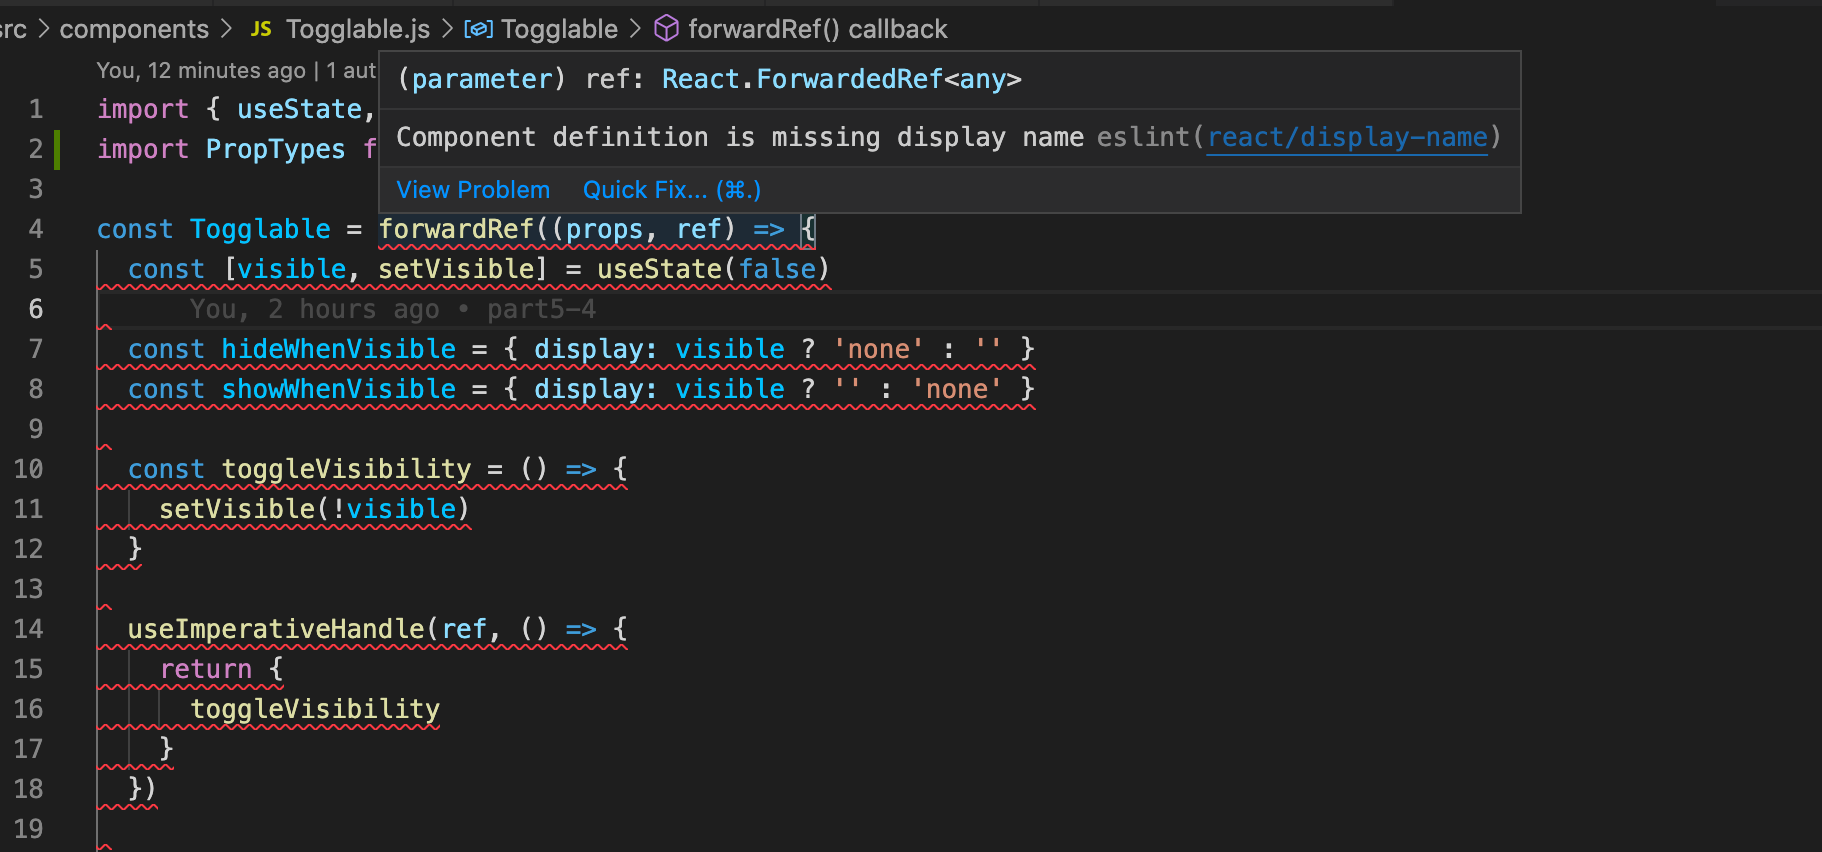 src > components > JS Togglable.js > Togglable > forwardRef() callback
You, 12 minutes ago | 1 aut
(parameter) ref: React.ForwardedRef<any>
1 import { useState,
Component definition is missing display name eslint(react/display-name)
2 import PropTypes f
View Problem Quick Fix... (⌘.)
3
4 const Togglable = forwardRef((props, ref) => {
5 const [visible, setVisible] = useState(false)
6 You, 2 hours ago • part5-4
7 const hideWhenVisible = { display: visible ? 'none' : '' }
8 const showWhenVisible = { display: visible ? '' : 'none' }
9
10 const toggleVisibility = () => {
11 setVisible(!visible)
12 }
13
14 useImperativeHandle(ref, () => {
15 return {
16 toggleVisibility
17 }
18 })
19